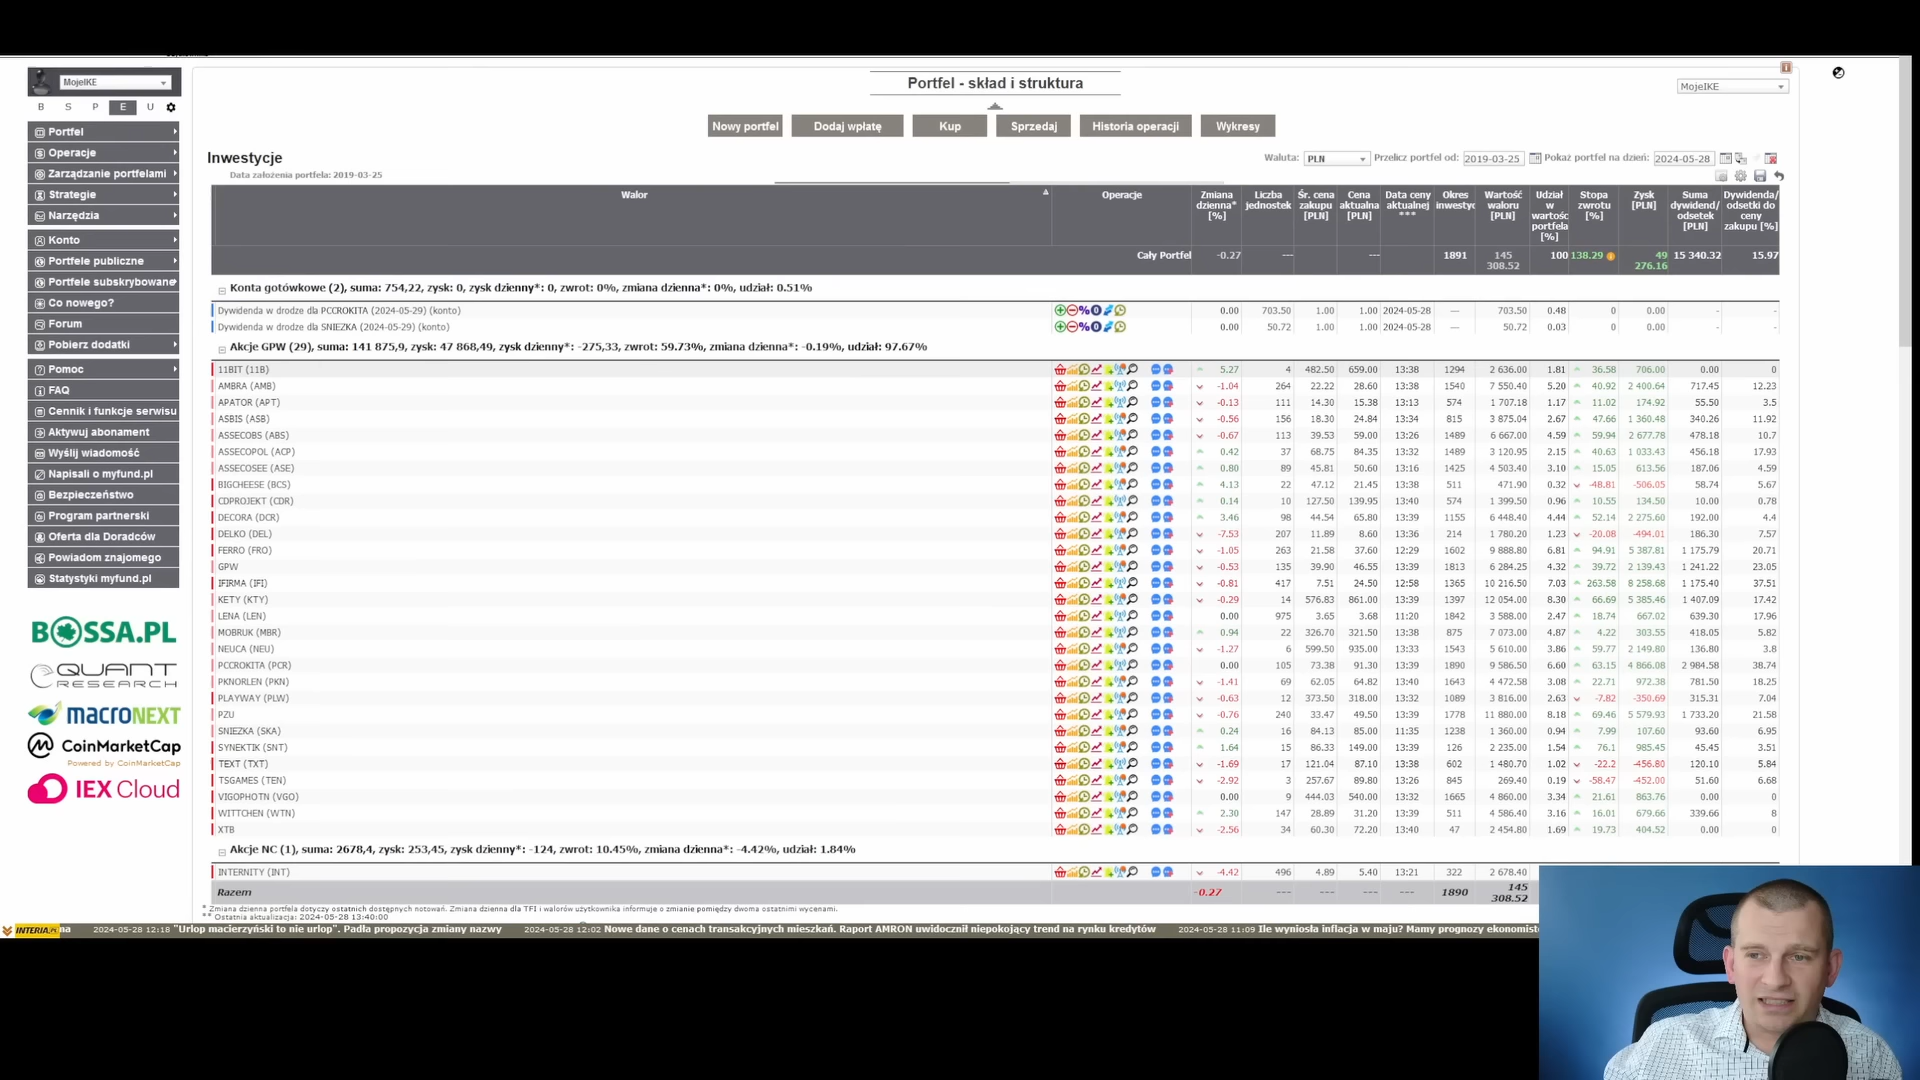 MojeIKE
Portfel - skład i struktura
MojeIKE
B S P E U
Nowy portfel Dodaj wpłatę Kup Sprzedaj Historia operacji Wykresy
Portfel
Operacje
Zarządzanie portfelami
Strategie
Narzędzia
Konto
Portfele publiczne
Portfele subskrybowane
Co nowego?
Forum
Pobierz dodatki
Pomoc
FAQ
Cennik i funkcje serwisu
Aktywuj abonament
Wyślij wiadomość
Napisali o myfund.pl
Bezpieczeństwo
Program partnerski
Oferta dla Doradców
Powiadom znajomego
Statystyki myfund.pl
BOSSA.PL
QUANT
RESEARCH
MACRONEXT
CoinMarketCap
Powered by CoinMarketCap
IEX Cloud
Inwestycje
Data założenia portfela: 2019-03-25
Waluta: PLN Przelicz portfel od: 2019-03-25 Pokaż portfel na dzień: 2024-05-28
Walor Operacje Zmiana dzienna* [%] Liczba jednostek Śr. cena zakupu [PLN] Cena aktualna [PLN] Data ceny aktualnej *** Okres inwestyc Wartość waloru [PLN] Udział w wartośc portfela [%] Stopa zwrotu [%] Zysk [PLN] Suma dywidend/ odsetek [PLN] Dywidenda/ odsetki do ceny zakupu [%]
Cały Portfel -0.27 --- --- 1891 145 308.52 100 138.29 49 276.16 15 340.32 15.97
Konta gotówkowe (2), suma: 754,22, zysk: 0, zysk dzienny*: 0, zwrot: 0%, zmiana dzienna*: 0%, udział: 0.51%
Dywidenda w drodze dla PCCROKITA (2024-05-29) (konto) 0.00 703.50 1.00 1.00 2024-05-28 — 703.50 0.48 0 0.00 - -
Dywidenda w drodze dla SNIEZKA (2024-05-29) (konto) 0.00 50.72 1.00 1.00 2024-05-28 — 50.72 0.03 0 0.00 - -
Akcje GPW (29), suma: 141 875,9, zysk: 47 868,49, zysk dzienny*: -275,33, zwrot: 59.73%, zmiana dzienna*: -0.19%, udział: 97.67%
11BIT (11B) 5.27 4 482.50 659.00 13:38 1294 2 636.00 1.81 36.58 706.00 0.00 0
AMBRA (AMB) -1.04 264 22.22 28.60 13:38 1540 7 550.40 5.20 40.92 2 400.64 717.45 12.23
APATOR (APT) -0.13 111 14.30 15.38 13:13 574 1 707.18 1.17 11.02 174.92 55.50 3.5
ASBIS (ASB) -0.56 156 18.30 24.84 13:34 815 3 875.04 2.67 47.66 1 360.48 340.26 11.92
ASSECOBS (ABS) -0.67 113 39.53 59.00 13:26 1489 6 667.00 4.59 59.94 2 677.78 478.18 10.7
ASSECOPOL (ACP) 0.42 37 68.75 84.35 13:32 1489 3 120.95 2.15 40.63 1 033.43 456.18 17.93
ASSECOSEE (ASE) 0.80 89 45.81 50.60 13:16 1425 4 503.40 3.10 15.05 613.56 187.06 4.59
BIGCHEESE (BCS) 4.13 22 47.12 21.45 13:38 511 471.90 0.32 -48.81 -506.05 58.74 5.67
CDPROJEKT (CDR) 0.14 10 127.50 139.95 13:40 574 1 399.50 0.96 10.55 134.50 10.00 0.78
DECORA (DCR) 3.46 98 44.54 65.80 13:39 1155 6 448.40 4.44 52.14 2 275.60 192.00 4.4
DELKO (DEL) -7.53 207 11.89 8.60 13:36 214 1 780.20 1.23 -20.08 -494.01 186.30 7.57
FERRO (FRO) -1.05 263 21.58 37.60 12:29 1602 9 888.80 6.81 94.91 5 387.81 1 175.79 20.71
GPW -0.53 135 39.90 46.55 13:39 1813 6 284.25 4.32 39.72 2 139.43 1 241.22 23.05
IFIRMA (IFI) -0.81 417 7.51 24.50 12:58 1365 10 216.50 7.03 263.58 8 258.68 1 175.40 37.51
KETY (KTY) -0.29 14 576.83 861.00 13:39 1397 12 054.00 8.30 66.69 5 385.46 1 407.09 17.42
LENA (LEN) 0.00 975 3.65 3.68 11:20 1842 3 588.00 2.47 18.74 667.02 639.30 17.96
MOBRUK (MBR) 0.94 22 326.70 321.50 13:38 875 7 073.00 4.87 4.22 303.55 418.05 5.82
NEUCA (NEU) -1.27 6 599.50 935.00 13:33 1543 5 610.00 3.86 59.77 2 149.80 136.80 3.8
PCCROKITA (PCR) 0.00 105 73.38 91.30 13:39 1890 9 586.50 6.60 63.15 4 866.08 2 984.58 38.74
PKNORLEN (PKN) -1.41 69 62.05 64.82 13:40 1643 4 472.58 3.08 22.71 972.38 781.50 18.25
PLAYWAY (PLW) -0.63 12 373.50 318.00 13:32 1089 3 816.00 2.63 -7.82 -350.69 315.31 7.04
PZU -0.76 240 33.47 49.50 13:39 1778 11 880.00 8.18 69.46 5 579.93 1 733.20 21.58
SNIEZKA (SKA) 0.24 16 84.13 85.00 11:35 1238 1 360.00 0.94 7.99 107.60 93.60 6.95
SYNEKTIK (SNT) 1.64 15 86.33 149.00 13:39 126 2 235.00 1.54 76.1 985.45 45.45 3.51
TEXT (TXT) -1.69 17 121.04 87.10 13:38 602 1 480.70 1.02 -22.2 -456.80 120.10 5.84
TSGAMES (TEN) -2.92 3 257.67 89.80 13:26 845 269.40 0.19 -58.47 -452.00 51.60 6.68
VIGOPHOTN (VGO) 0.00 9 444.03 540.00 13:32 1665 4 860.00 3.34 21.61 863.76 0.00 0
WITTCHEN (WTN) 2.30 147 28.89 31.20 13:39 511 4 586.40 3.16 16.01 679.66 339.66 8
XTB -2.56 34 60.30 72.20 13:40 47 2 454.80 1.69 19.73 404.52 0.00 0
Akcje NC (1), suma: 2678,4, zysk: 253,45, zysk dzienny*: -124, zwrot: 10.45%, zmiana dzienna*: -4.42%, udział: 1.84%
INTERNITY (INT) -4.42 496 4.89 5.40 13:21 322 2 678.40
Razem -0.27 --- --- --- 1890 145 308.52
* Zmiana dzienna portfela dotyczy ostatnich dostępnych notowań. Zmiana dzienna dla TFI i walorów użytkownika informuje o zmianie pomiędzy dwoma ostatnimi wycenami.
** Ostatnia aktualizacja: 2024-05-28 13:40:00
INTERIA.PL na 2024-05-28 12:18 "Urlop macierzyński to nie urlop". Padła propozycja zmiany nazwy 2024-05-28 12:02 Nowe dane o cenach transakcyjnych mieszkań. Raport AMRON uwidocznił niepokojący trend na rynku kredytów 2024-05-28 11:09 Ile wyniosła inflacja w maju? Mamy prognozy ekonomist